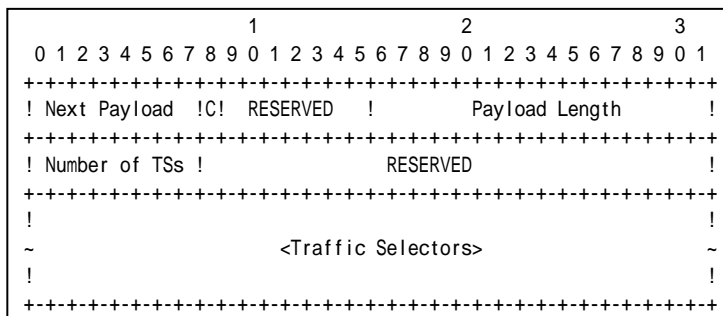 1                   2                   3
 0 1 2 3 4 5 6 7 8 9 0 1 2 3 4 5 6 7 8 9 0 1 2 3 4 5 6 7 8 9 0 1
+-+-+-+-+-+-+-+-+-+-+-+-+-+-+-+-+-+-+-+-+-+-+-+-+-+-+-+-+-+-+-+-+
! Next Payload  !C!  RESERVED   !         Payload Length        !
+-+-+-+-+-+-+-+-+-+-+-+-+-+-+-+-+-+-+-+-+-+-+-+-+-+-+-+-+-+-+-+-+
! Number of TSs !                 RESERVED                      !
+-+-+-+-+-+-+-+-+-+-+-+-+-+-+-+-+-+-+-+-+-+-+-+-+-+-+-+-+-+-+-+-+
!                                                               !
~                       <Traffic Selectors>                     ~
!                                                               !
+-+-+-+-+-+-+-+-+-+-+-+-+-+-+-+-+-+-+-+-+-+-+-+-+-+-+-+-+-+-+-+-+